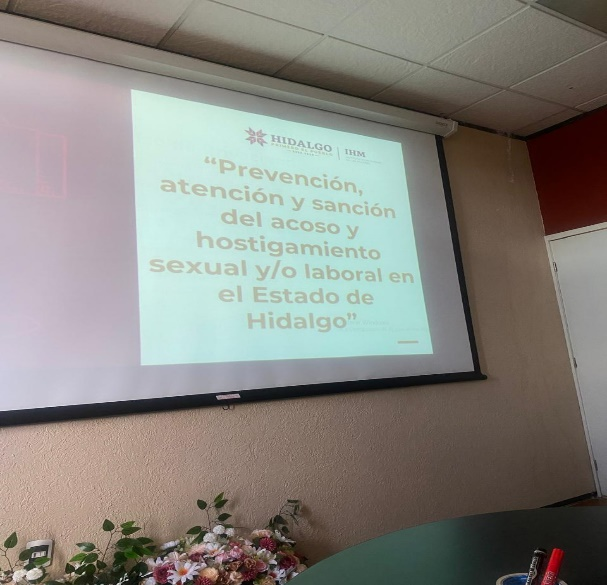 HIDALGO
IHM
“Prevención,
atención y sanción
del acoso y
hostigamiento
sexual y/o laboral en
el Estado de
Hidalgo”